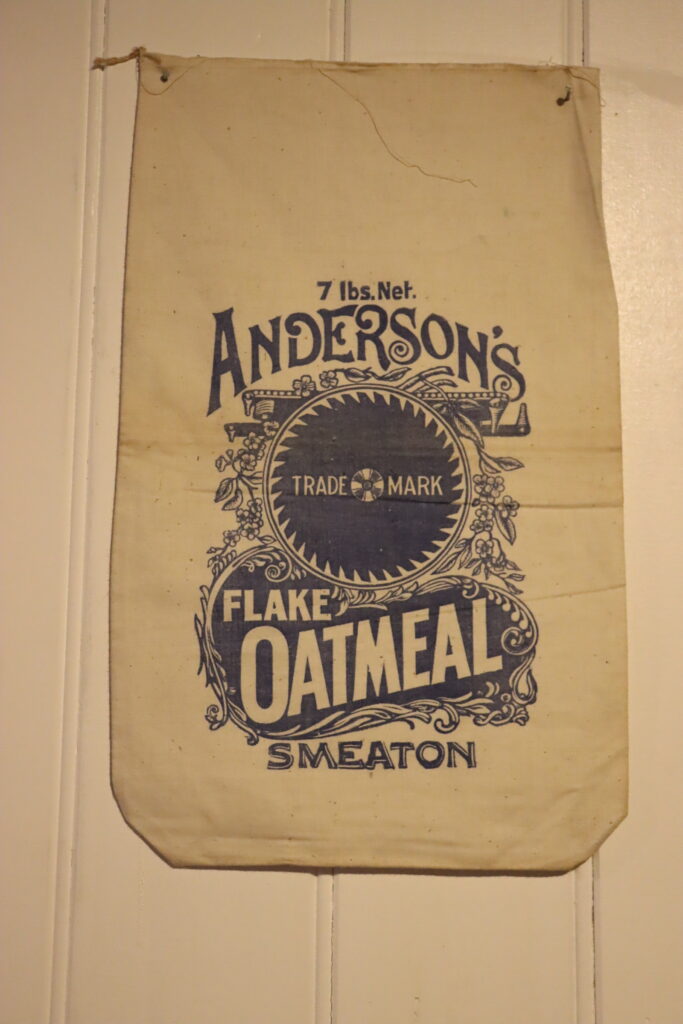 7 lbs. Net.
ANDERSON'S
TRADE MARK
FLAKE
OATMEAL
SMEATON